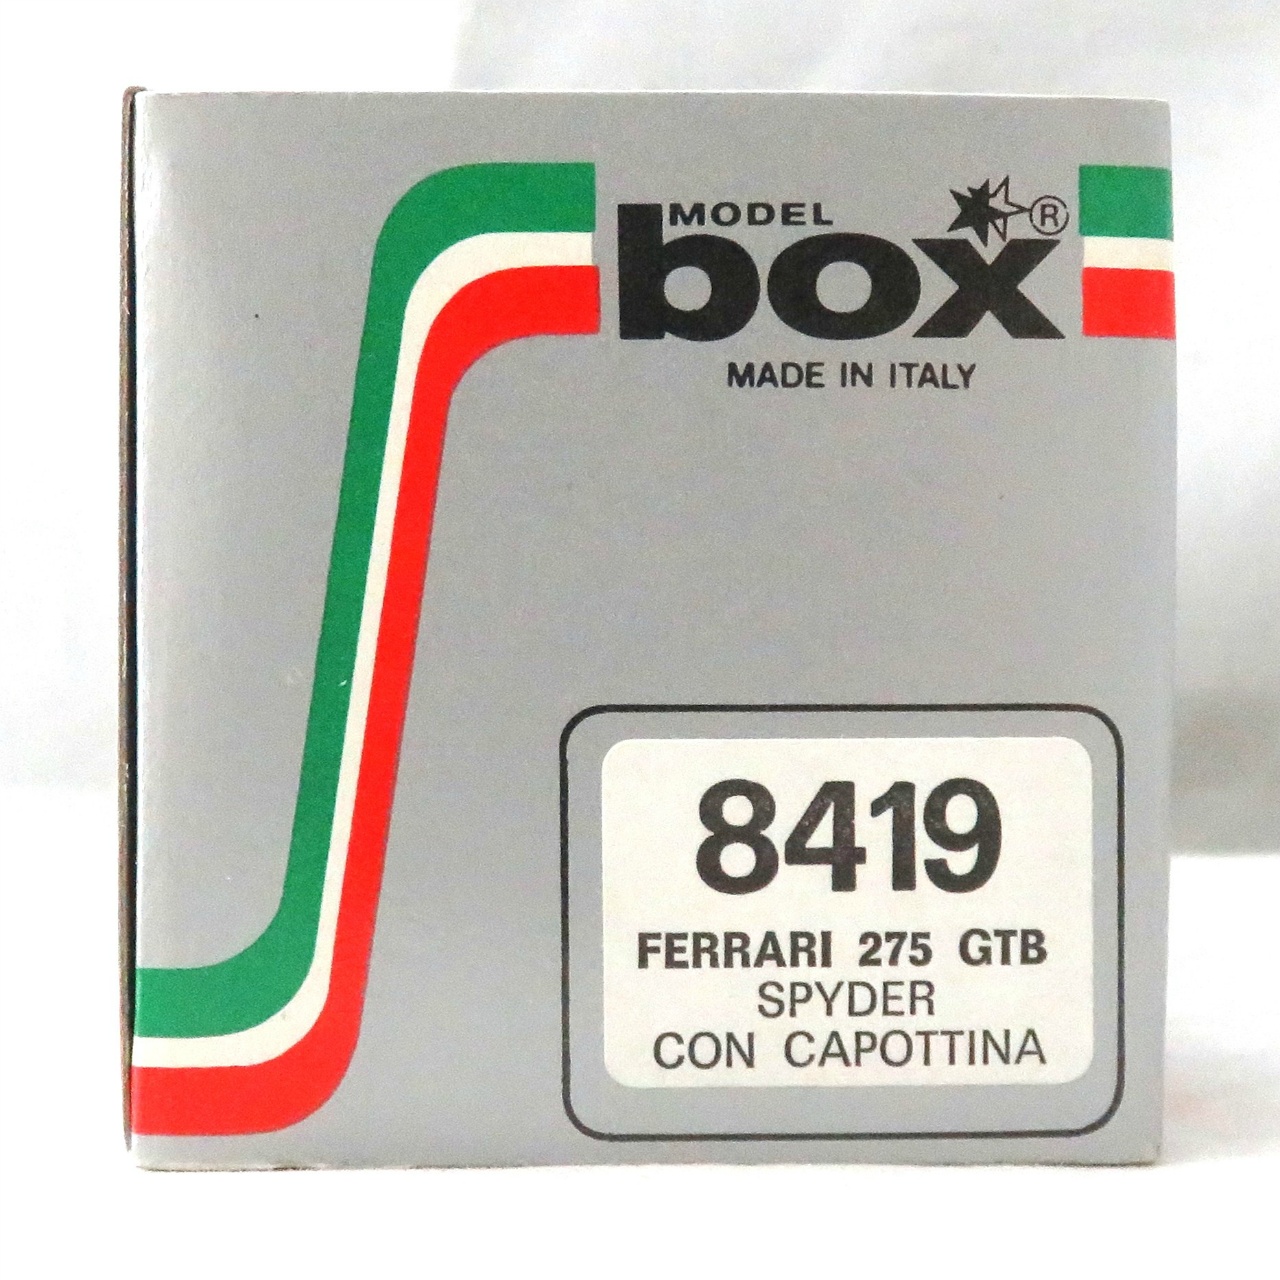 MODEL
box ®
MADE IN ITALY
8419
FERRARI 275 GTB
SPYDER
CON CAPOTTINA